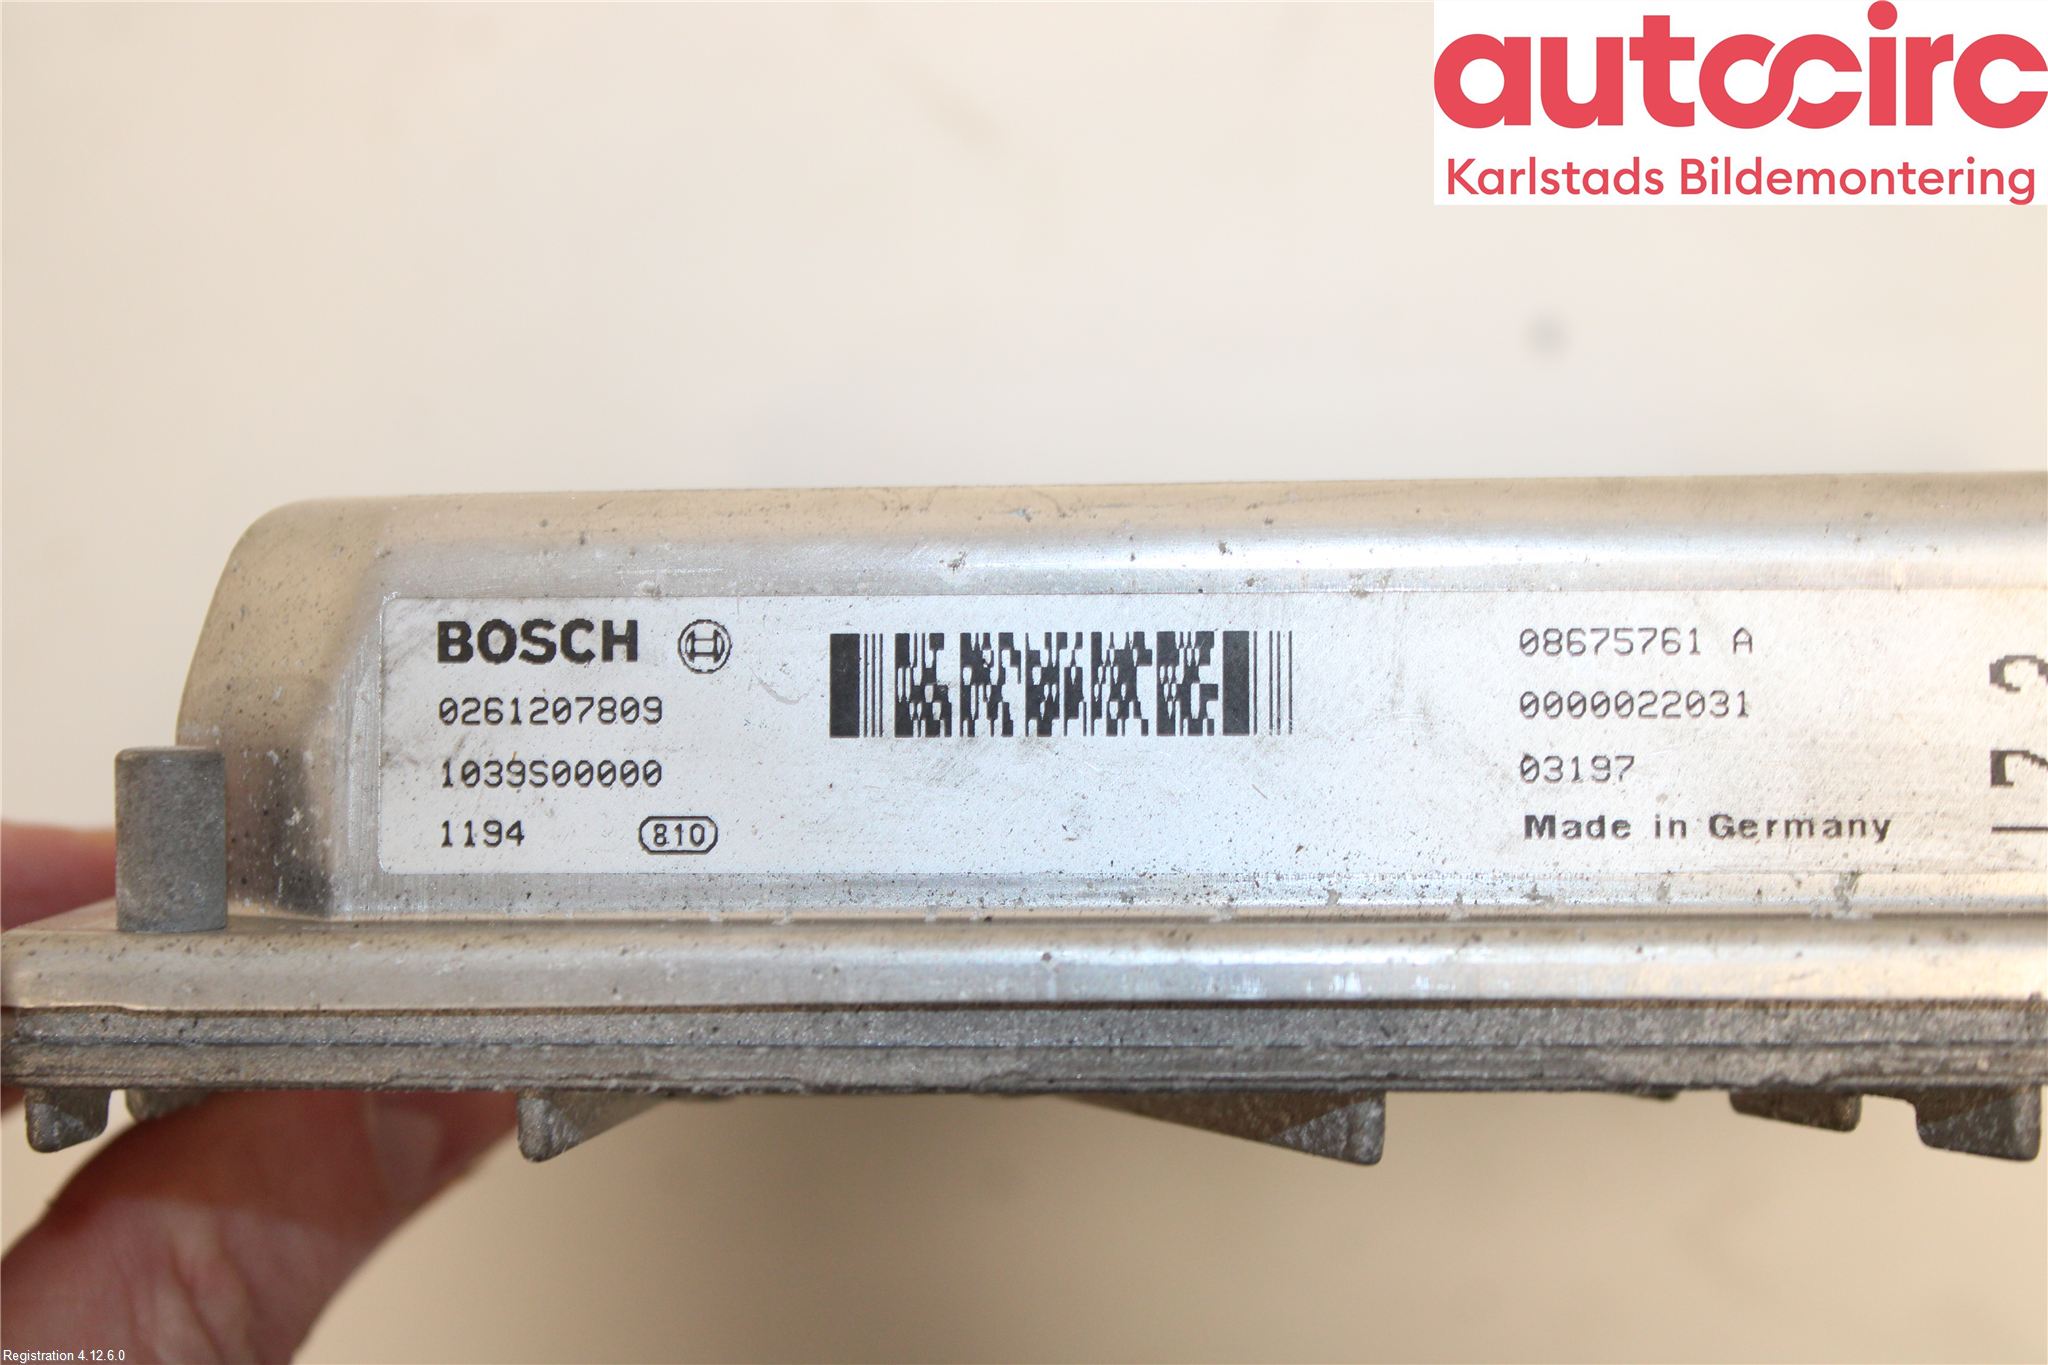 autocirc
Karlstads Bildemontering
BOSCH
0261207809
1039S00000
1194
810
08675761 A
0000022031
03197
Made in Germany
Registration 4.12.6.0